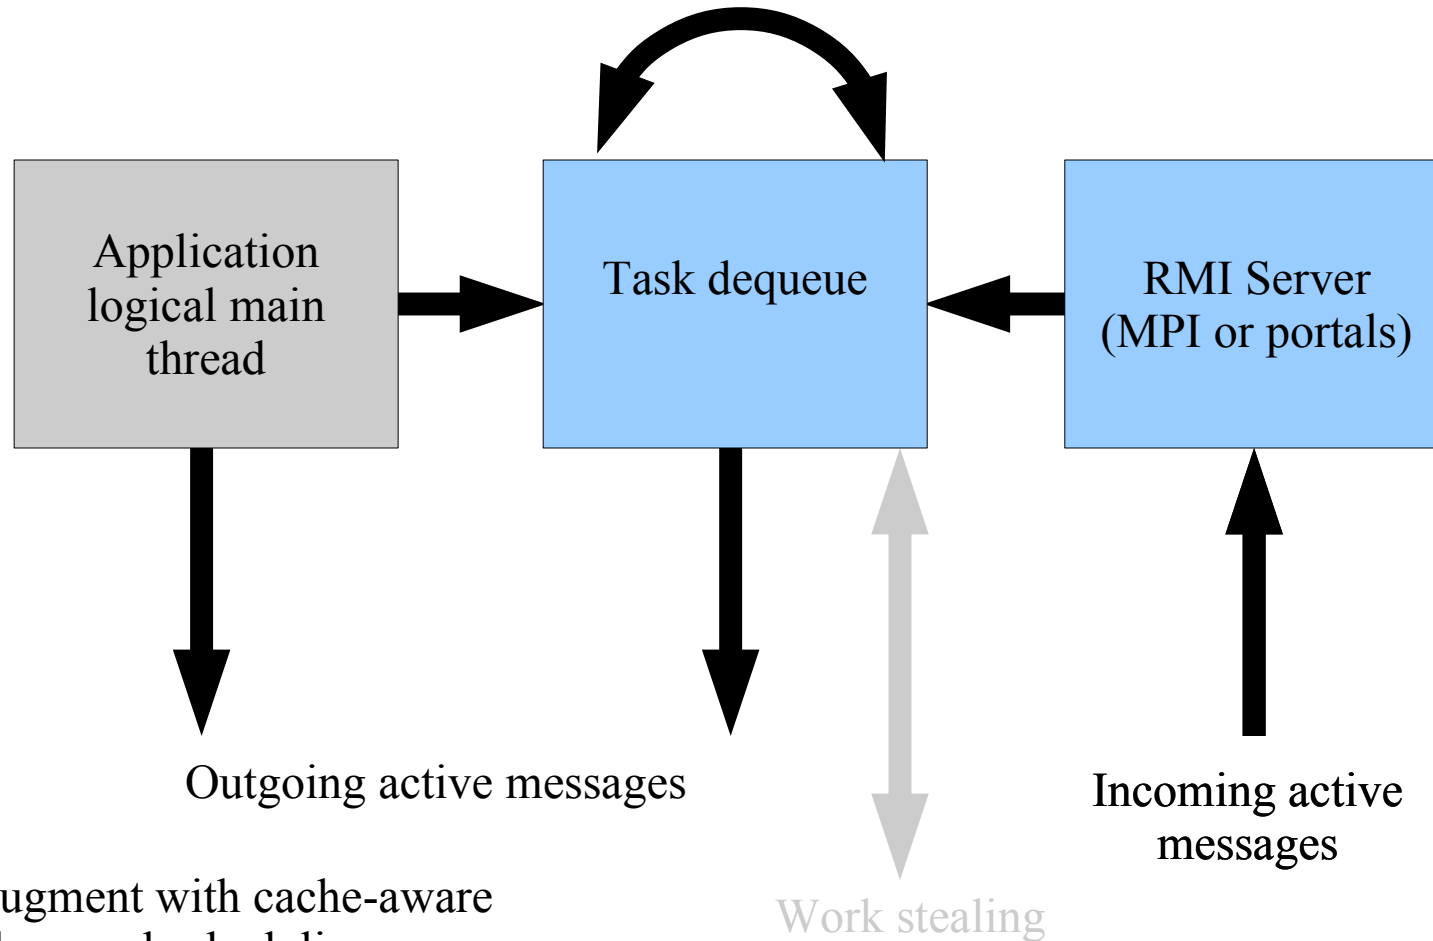 Application
logical main
thread
Task dequeue
RMI Server
(MPI or portals)
Outgoing active messages
Incoming active
messages
ugment with cache-aware
Work stealing